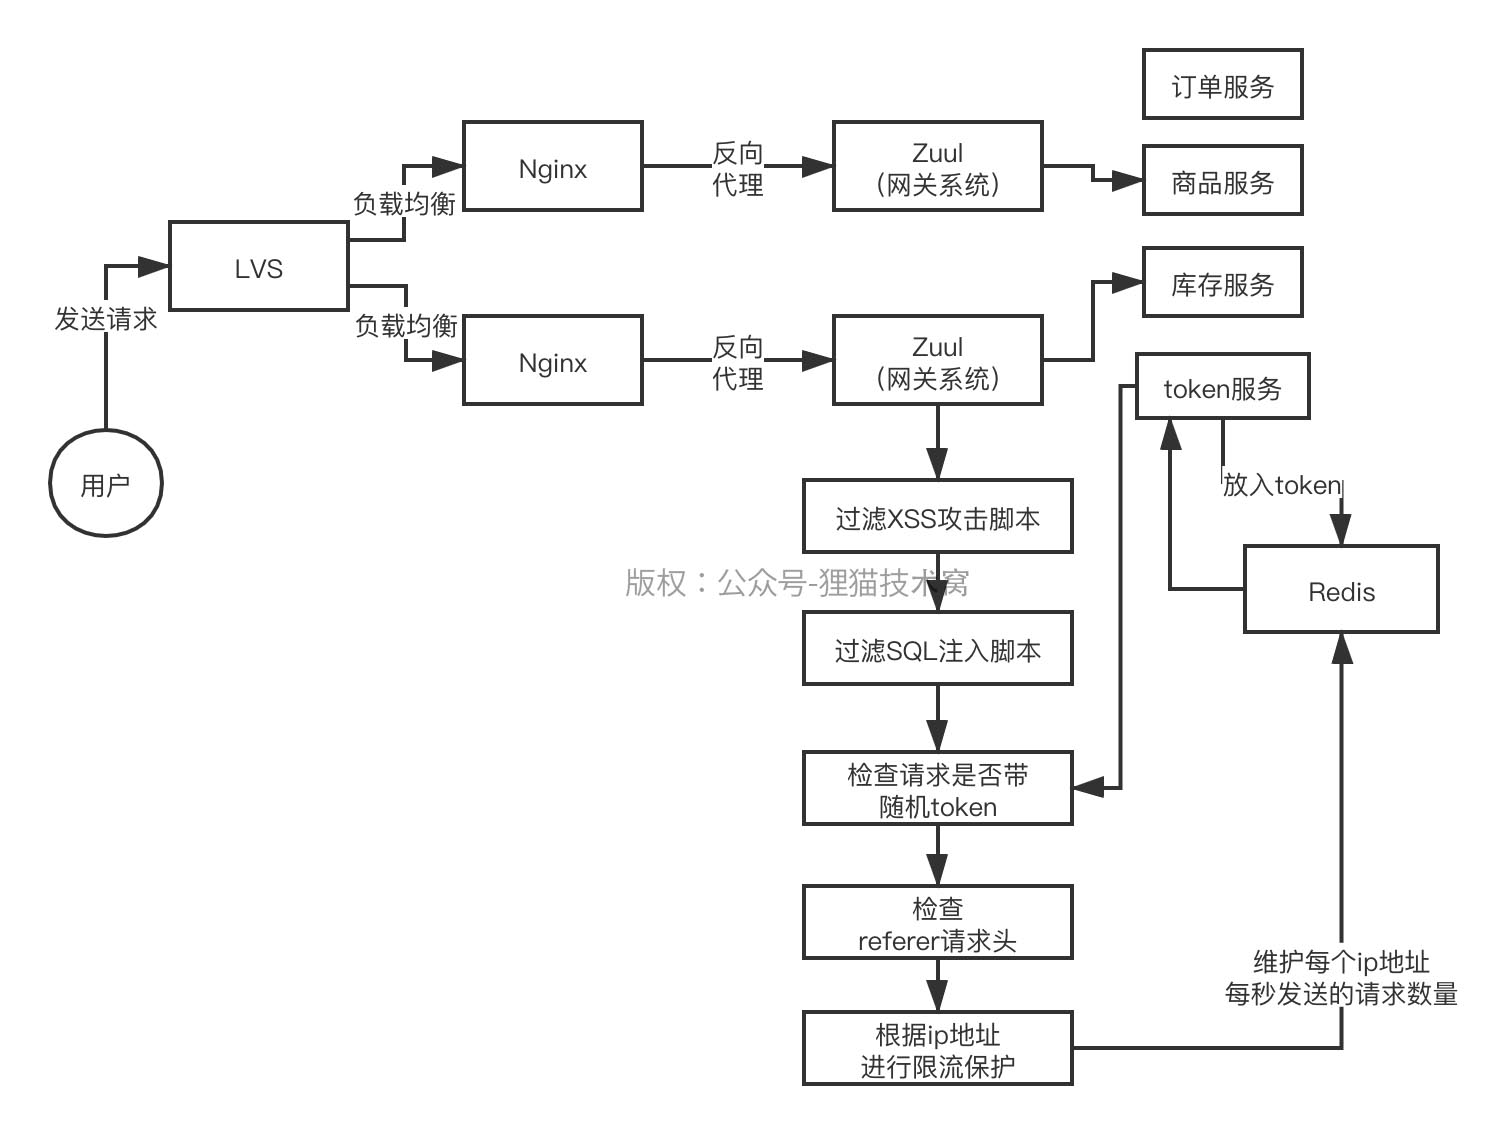 订单服务
反向
代理
Nginx
Zuul
(网关系统)
商品服务
负载均衡
LVS
库存服务
发送请求
负载均衡
反向
代理
Nginx
Zuul
(网关系统)
token服务
用户
放入token
过滤XSS攻击脚本
版权：公众号-狸猫技术窝
Redis
过滤SQL注入脚本
检查请求是否带
随机token
检查
referer请求头
维护每个ip地址
每秒发送的请求数量
根据ip地址
进行限流保护